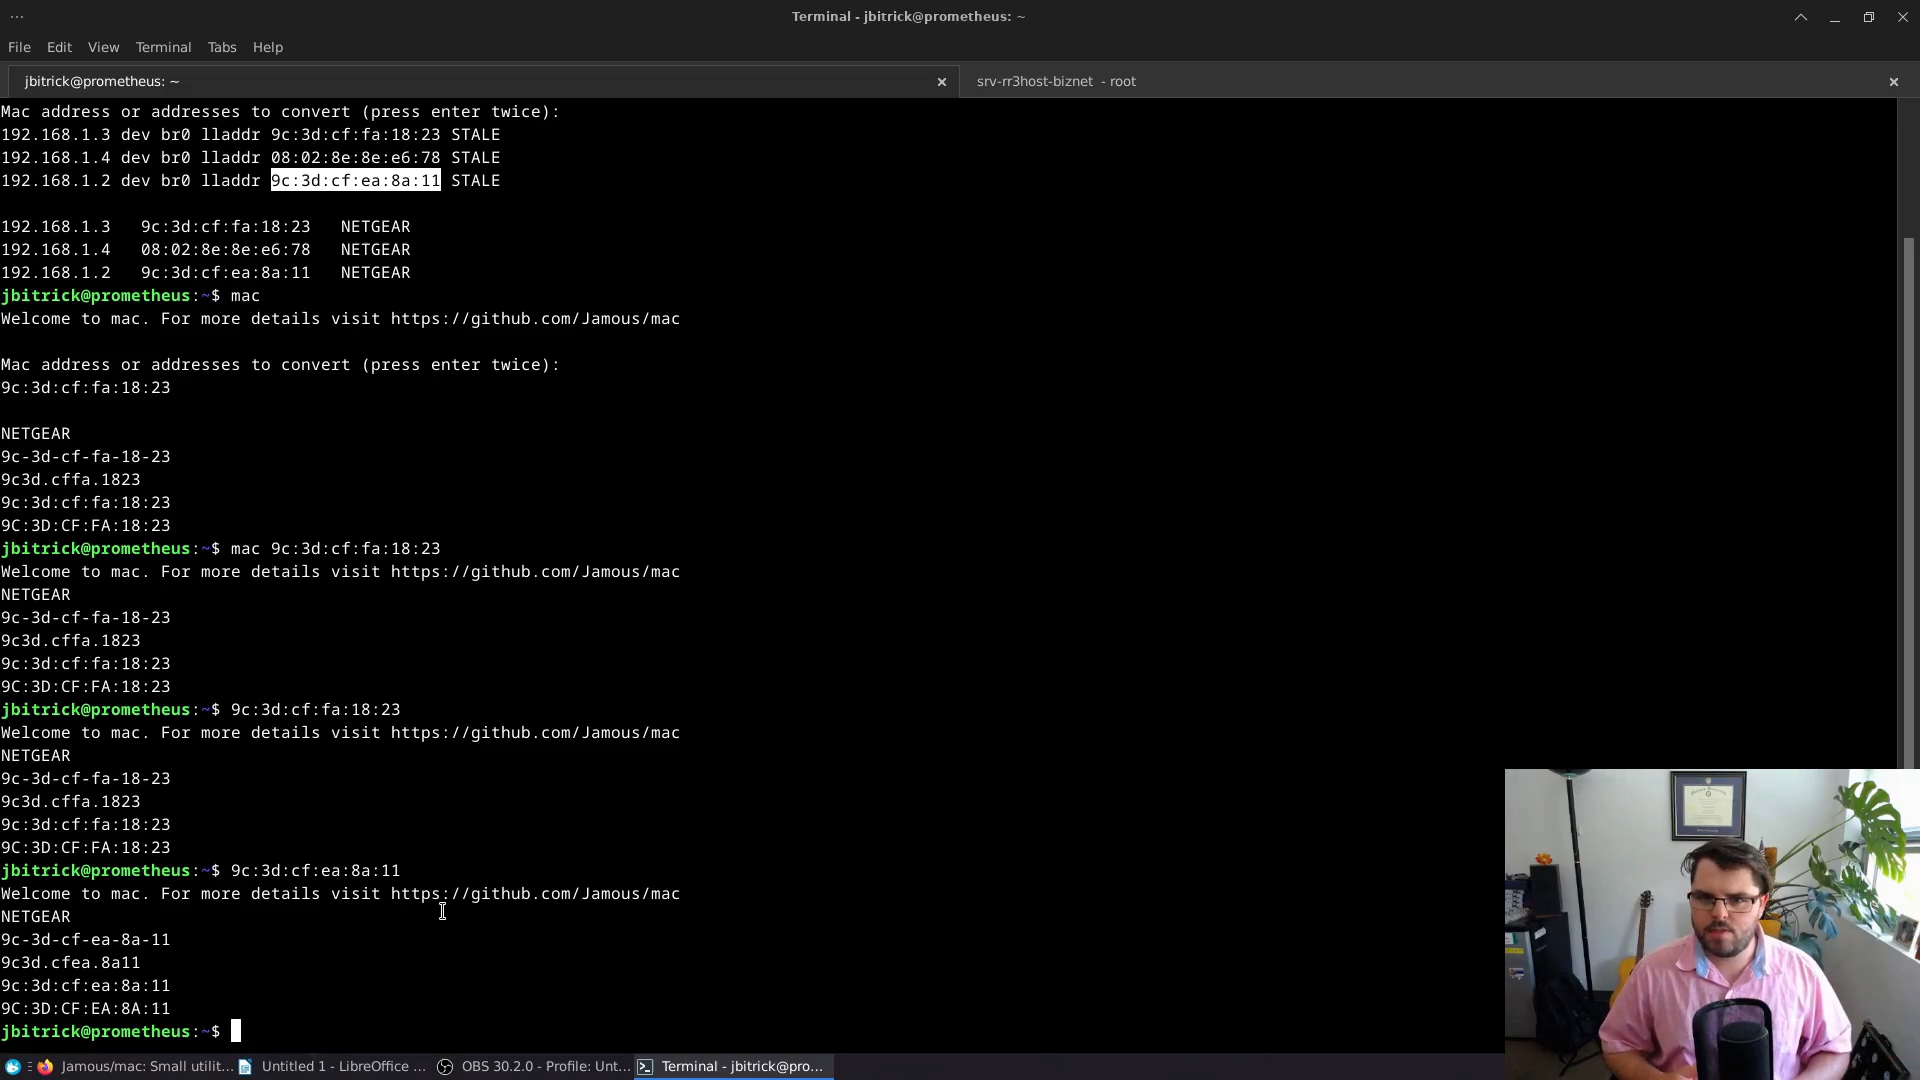 Terminal - jbitrick@prometheus: ~
File Edit View Terminal Tabs Help
jbitrick@prometheus: ~
srv-rr3host-biznet - root
Mac address or addresses to convert (press enter twice):
192.168.1.3 dev br0 lladdr 9c:3d:cf:fa:18:23 STALE
192.168.1.4 dev br0 lladdr 08:02:8e:8e:e6:78 STALE
192.168.1.2 dev br0 lladdr 9c:3d:cf:ea:8a:11 STALE
192.168.1.3   9c:3d:cf:fa:18:23   NETGEAR
192.168.1.4   08:02:8e:8e:e6:78   NETGEAR
192.168.1.2   9c:3d:cf:ea:8a:11   NETGEAR
jbitrick@prometheus:~$ mac
Welcome to mac. For more details visit https://github.com/Jamous/mac
Mac address or addresses to convert (press enter twice):
9c:3d:cf:fa:18:23
NETGEAR
9c-3d-cf-fa-18-23
9c3d.cffa.1823
9c:3d:cf:fa:18:23
9C:3D:CF:FA:18:23
jbitrick@prometheus:~$ mac 9c:3d:cf:fa:18:23
Welcome to mac. For more details visit https://github.com/Jamous/mac
NETGEAR
9c-3d-cf-fa-18-23
9c3d.cffa.1823
9c:3d:cf:fa:18:23
9C:3D:CF:FA:18:23
jbitrick@prometheus:~$ 9c:3d:cf:fa:18:23
Welcome to mac. For more details visit https://github.com/Jamous/mac
NETGEAR
9c-3d-cf-fa-18-23
9c3d.cffa.1823
9c:3d:cf:fa:18:23
9C:3D:CF:FA:18:23
jbitrick@prometheus:~$ 9c:3d:cf:ea:8a:11
Welcome to mac. For more details visit https://github.com/Jamous/mac
NETGEAR
9c-3d-cf-ea-8a-11
9c3d.cfea.8a11
9c:3d:cf:ea:8a:11
9C:3D:CF:EA:8A:11
jbitrick@prometheus:~$
Jamous/mac: Small utilit...
Untitled 1 - LibreOffice ...
OBS 30.2.0 - Profile: Unt...
Terminal - jbitrick@pro...